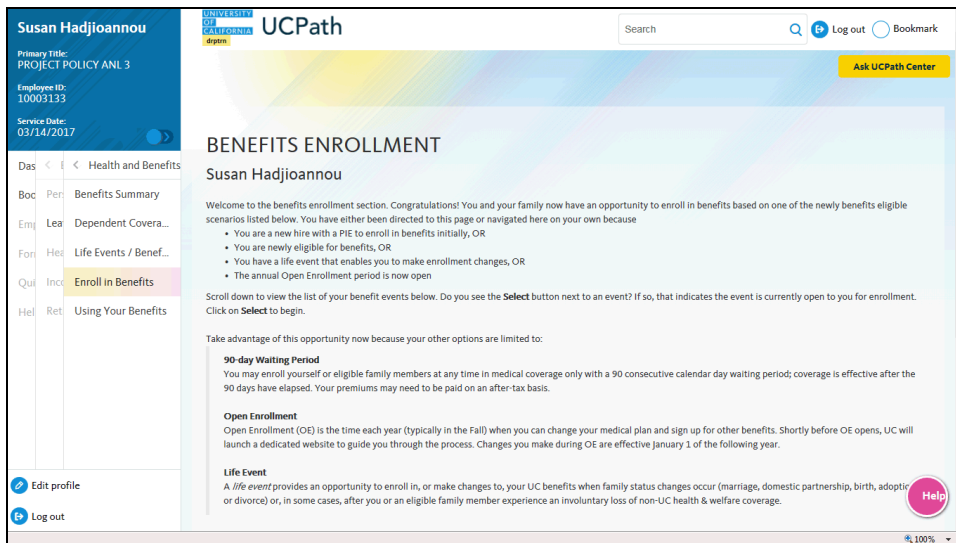 Susan Hadjioannou
Primary Title:
PROJECT POLICY ANL 3
Employee ID:
10003133
Service Date:
03/14/2017
UNIVERSITY
OF
CALIFORNIA
drptrn
UCPath
Search
Log out
Bookmark
Ask UCPath Center
Das
Boo
Emp
For
Qui
Hel
Per
Lea
Hea
Inco
Ret
Health and Benefits
Benefits Summary
Dependent Covera...
Life Events / Benef...
Enroll in Benefits
Using Your Benefits
Edit profile
Log out
BENEFITS ENROLLMENT
Susan Hadjioannou
Welcome to the benefits enrollment section. Congratulations! You and your family now have an opportunity to enroll in benefits based on one of the newly benefits eligible
scenarios listed below. You have either been directed to this page or navigated here on your own because
• You are a new hire with a PIE to enroll in benefits initially, OR
• You are newly eligible for benefits, OR
• You have a life event that enables you to make enrollment changes, OR
• The annual Open Enrollment period is now open
Scroll down to view the list of your benefit events below. Do you see the Select button next to an event? If so, that indicates the event is currently open to you for enrollment.
Click on Select to begin.
Take advantage of this opportunity now because your other options are limited to:
90-day Waiting Period
You may enroll yourself or eligible family members at any time in medical coverage only with a 90 consecutive calendar day waiting period; coverage is effective after the
90 days have elapsed. Your premiums may need to be paid on an after-tax basis.
Open Enrollment
Open Enrollment (OE) is the time each year (typically in the Fall) when you can change your medical plan and sign up for other benefits. Shortly before OE opens, UC will
launch a dedicated website to guide you through the process. Changes you make during OE are effective January 1 of the following year.
Life Event
A life event provides an opportunity to enroll in, or make changes to, your UC benefits when family status changes occur (marriage, domestic partnership, birth, adoptic
or divorce) or, in some cases, after you or an eligible family member experience an involuntary loss of non-UC health & welfare coverage.
Help
100%